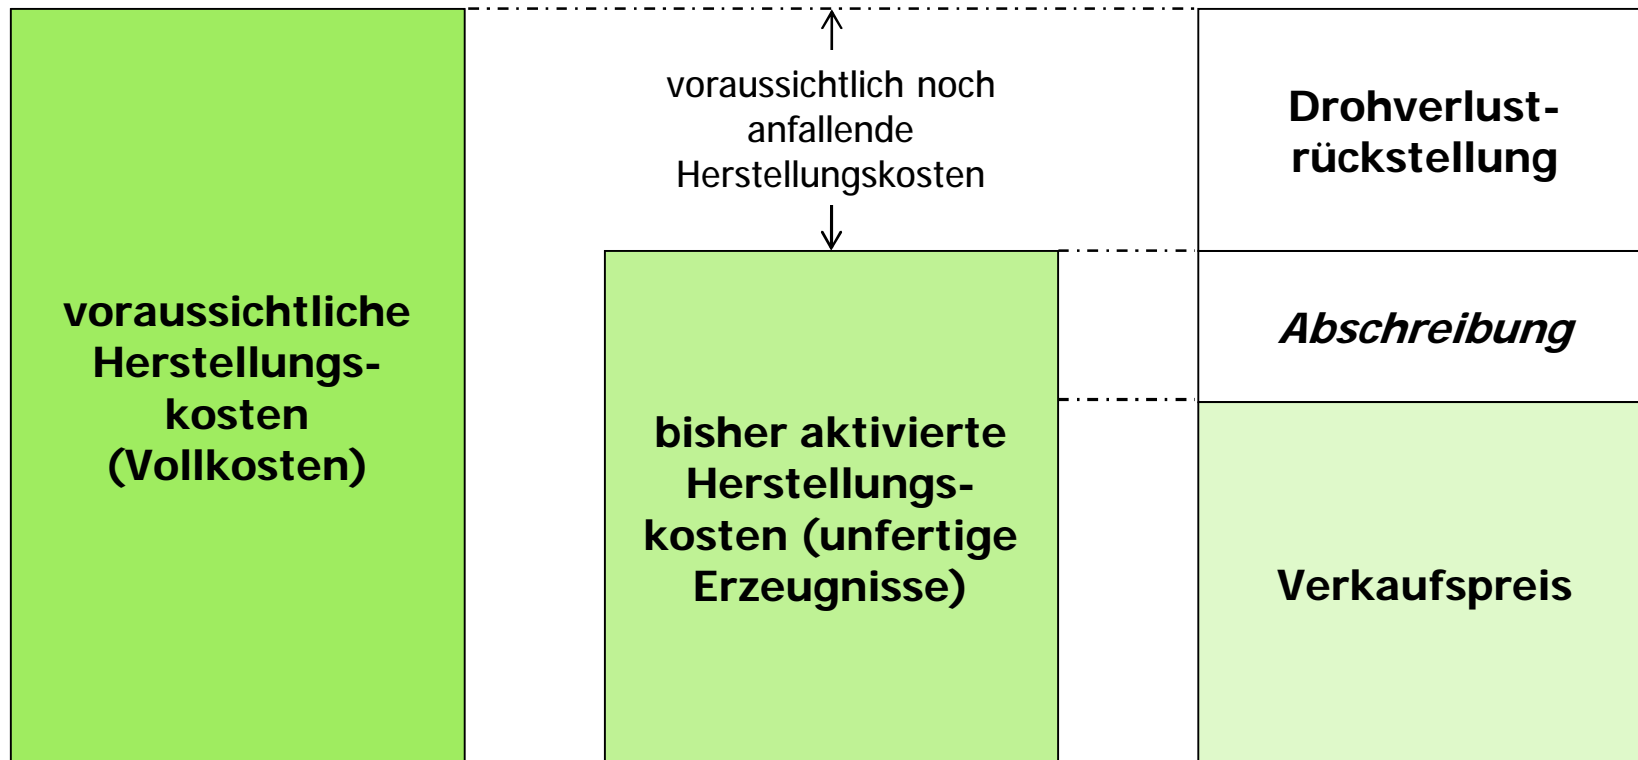 voraussichtliche
Herstellungs-
kosten
(Vollkosten)
voraussichtlich noch
anfallende
Herstellungskosten
bisher aktivierte
Herstellungs-
kosten (unfertige
Erzeugnisse)
Drohverlust-
rückstellung
Abschreibung
Verkaufspreis